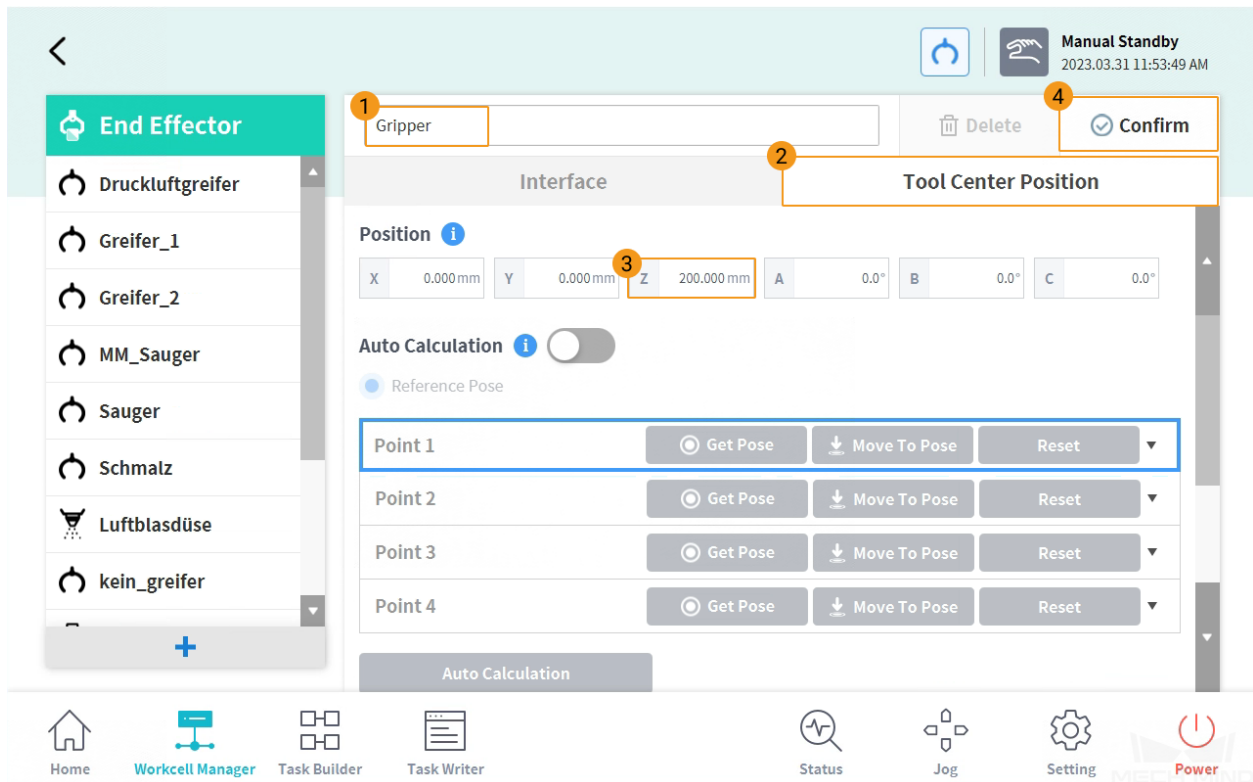 Manual Standby
2023.03.31 11:53:49 AM
End Effector
1
Gripper
Delete
4
Confirm
2
Interface
Tool Center Position
Druckluftgreifer
Greifer_1
Greifer_2
MM_Sauger
Sauger
Schmalz
Luftblasdüse
kein_greifer
+
Position i
3
X 0.000 mm Y 0.000 mm Z 200.000 mm A 0.0° B 0.0° C 0.0°
Auto Calculation i
Reference Pose
Point 1 Get Pose Move To Pose Reset
Point 2 Get Pose Move To Pose Reset
Point 3 Get Pose Move To Pose Reset
Point 4 Get Pose Move To Pose Reset
Auto Calculation
Home Workcell Manager Task Builder Task Writer Status Jog Setting Power
MECHMIND